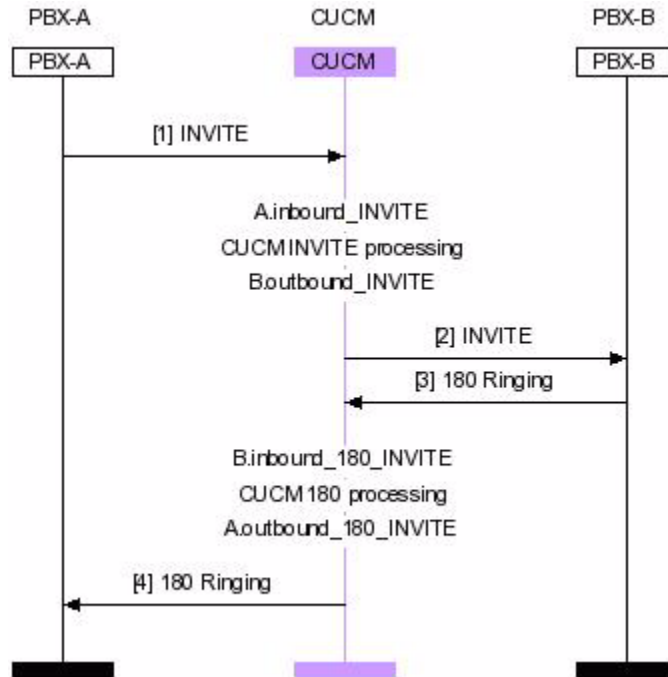 PBX-A CUCM PBX-B
PBX-A CUCM PBX-B
[1] INVITE
A.inbound_INVITE
CUCM INVITE processing
B.outbound_INVITE
[2] INVITE
[3] 180 Ringing
B.inbound_180_INVITE
CUCM 180 processing
A.outbound_180_INVITE
[4] 180 Ringing